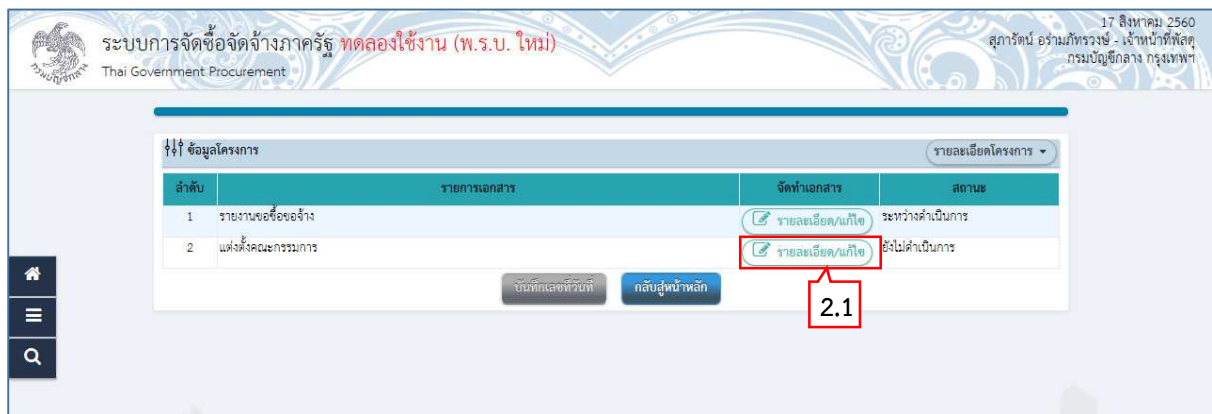 17 สิงหาคม 2560
ระบบการจัดซื้อจัดจ้างภาครัฐ ทดลองใช้งาน (พ.ร.บ. ใหม่)
สุภารัตน์ อร่ามภัทรวงษ์ - เจ้าหน้าที่พัสดุ
Thai Government Procurement
กรมบัญชีกลาง กรุงเทพฯ
ข้อมูลโครงการ รายละเอียดโครงการ
ลำดับ รายการเอกสาร จัดทำเอกสาร สถานะ
1 รายงานขอซื้อขอจ้าง รายละเอียด/แก้ไข ระหว่างดำเนินการ
2 แต่งตั้งคณะกรรมการ รายละเอียด/แก้ไข ยังไม่ดำเนินการ
บันทึกเลขที่วันที่ กลับสู่หน้าหลัก
2.1